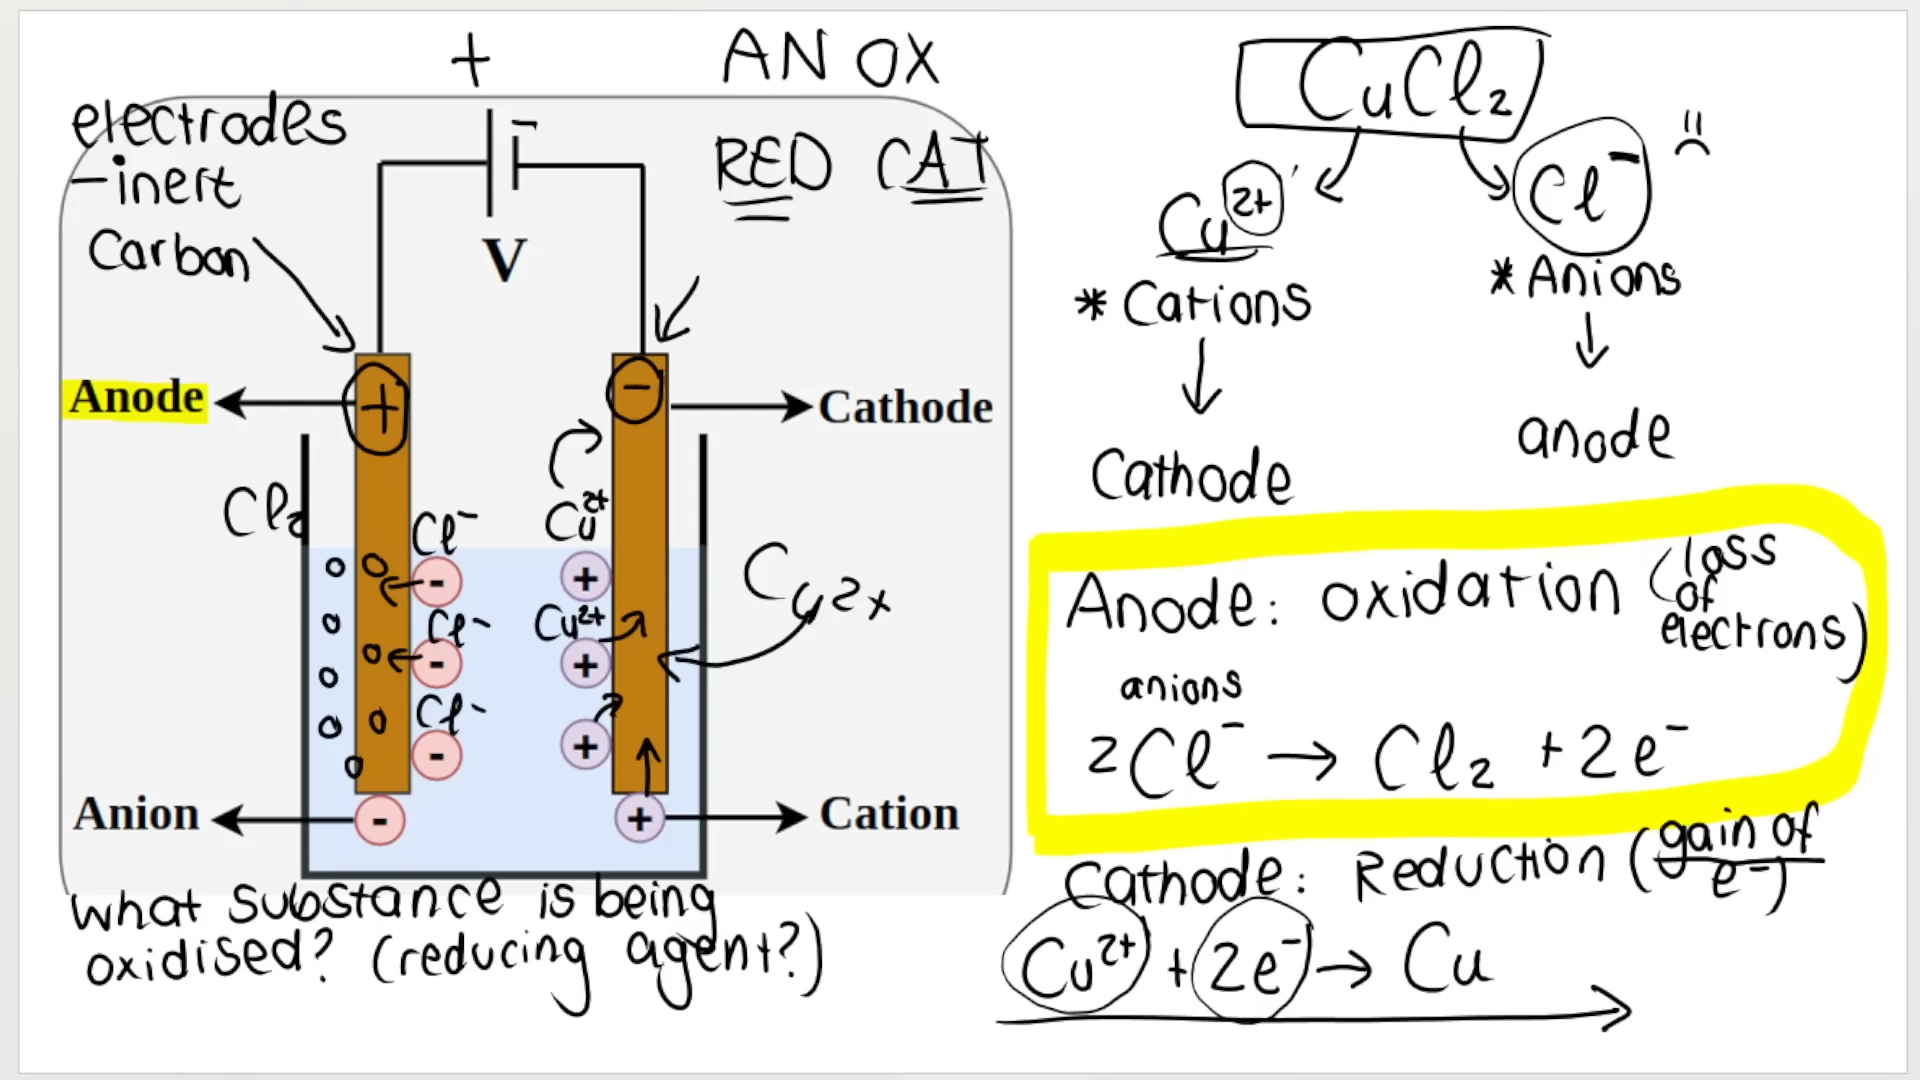 +
AN OX
RED CAT
electrodes
-inert
Carbon
-
V
+
-
Anode
Cathode
Cl2
Cl-
Cu2+
-
+
Cl-
Cu2+
-
+
Cl-
-
+
Anion
-
+
Cation
what substance is being
oxidised? (reducing agent?)
CuCl2
Cu2+
Cl-
* Cations
* Anions
Cathode
anode
Anode: oxidation (loss
of
electrons)
anions
2Cl- → Cl2 + 2e-
Cathode: Reduction (gain of
e-)
Cu2+ + 2e- → Cu